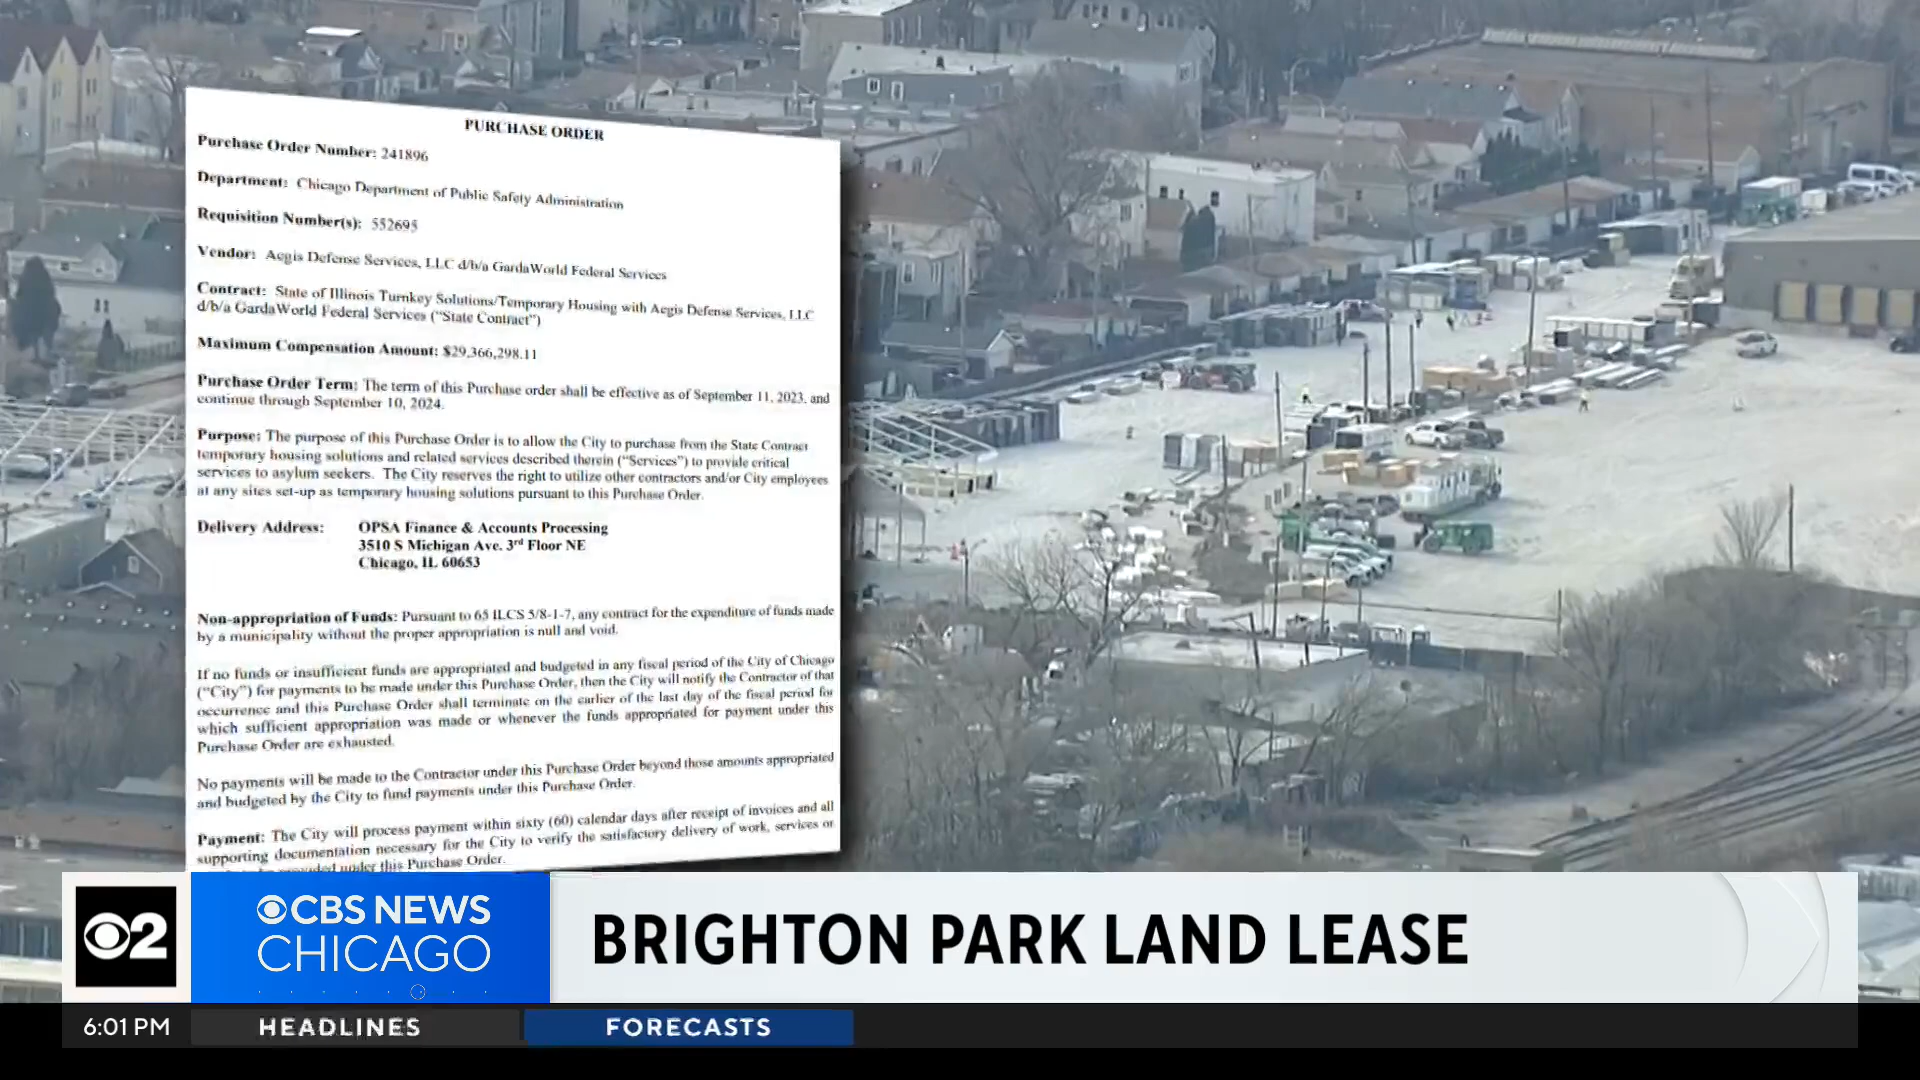 PURCHASE ORDER
Purchase Order Number: 241896
Department: Chicago Department of Public Safety Administration
Requisition Number(s): 552695
Vendor: Aegis Defense Services, LLC d/b/a GardaWorld Federal Services
Contract: State of Illinois Turnkey Solutions/Temporary Housing with Aegis Defense Services, LLC
d/b/a GardaWorld Federal Services ("State Contract")
Maximum Compensation Amount: $29,366,298.11
Purchase Order Term: The term of this Purchase order shall be effective as of September 11, 2023, and
continue through September 10, 2024.
Purpose: The purpose of this Purchase Order is to allow the City to purchase from the State Contract
temporary housing solutions and related services described therein ("Services") to provide critical
services to asylum seekers. The City reserves the right to utilize other contractors and/or City employees
at any sites set-up as temporary housing solutions pursuant to this Purchase Order.
Delivery Address: OPSA Finance & Accounts Processing
3510 S Michigan Ave. 3rd Floor NE
Chicago, IL 60653
Non-appropriation of Funds: Pursuant to 65 ILCS 5/8-1-7, any contract for the expenditure of funds made
by a municipality without the proper appropriation is null and void.
If no funds or insufficient funds are appropriated and budgeted in any fiscal period of the City of Chicago
("City") for payments to be made under this Purchase Order, then the City will notify the Contractor of that
occurrence and this Purchase Order shall terminate on the earlier of the last day of the fiscal period for
which sufficient appropriation was made or whenever the funds appropriated for payment under this
Purchase Order are exhausted.
No payments will be made to the Contractor under this Purchase Order beyond those amounts appropriated
and budgeted by the City to fund payments under this Purchase Order.
Payment: The City will process payment within sixty (60) calendar days after receipt of invoices and all
supporting documentation necessary for the City to verify the satisfactory delivery of work, services or
under this Purchase Order.
2
CBS NEWS
CHICAGO
BRIGHTON PARK LAND LEASE
6:01 PM
HEADLINES
FORECASTS